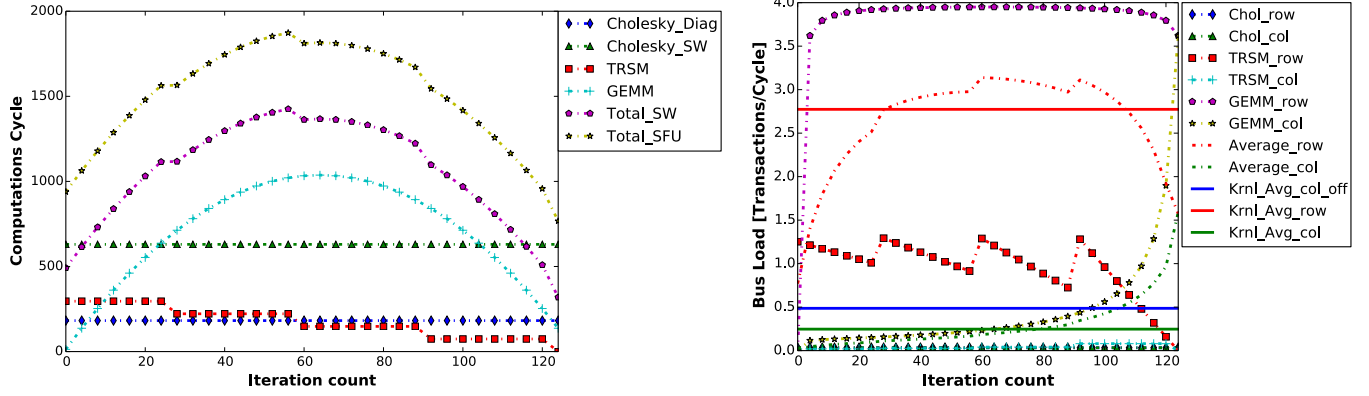 2000
1500
1000
500
0
Computations Cycle
0 20 40 60 80 100 120
Iteration count
Cholesky_Diag
Cholesky_SW
TRSM
GEMM
Total_SW
Total_SFU
4.0
3.5
3.0
2.5
2.0
1.5
1.0
0.5
0.0
Bus Load [Transactions/Cycle]
0 20 40 60 80 100 120
Iteration count
Chol_row
Chol_col
TRSM_row
TRSM_col
GEMM_row
GEMM_col
Average_row
Average_col
Krnl_Avg_col_off
Krnl_Avg_row
Krnl_Avg_col